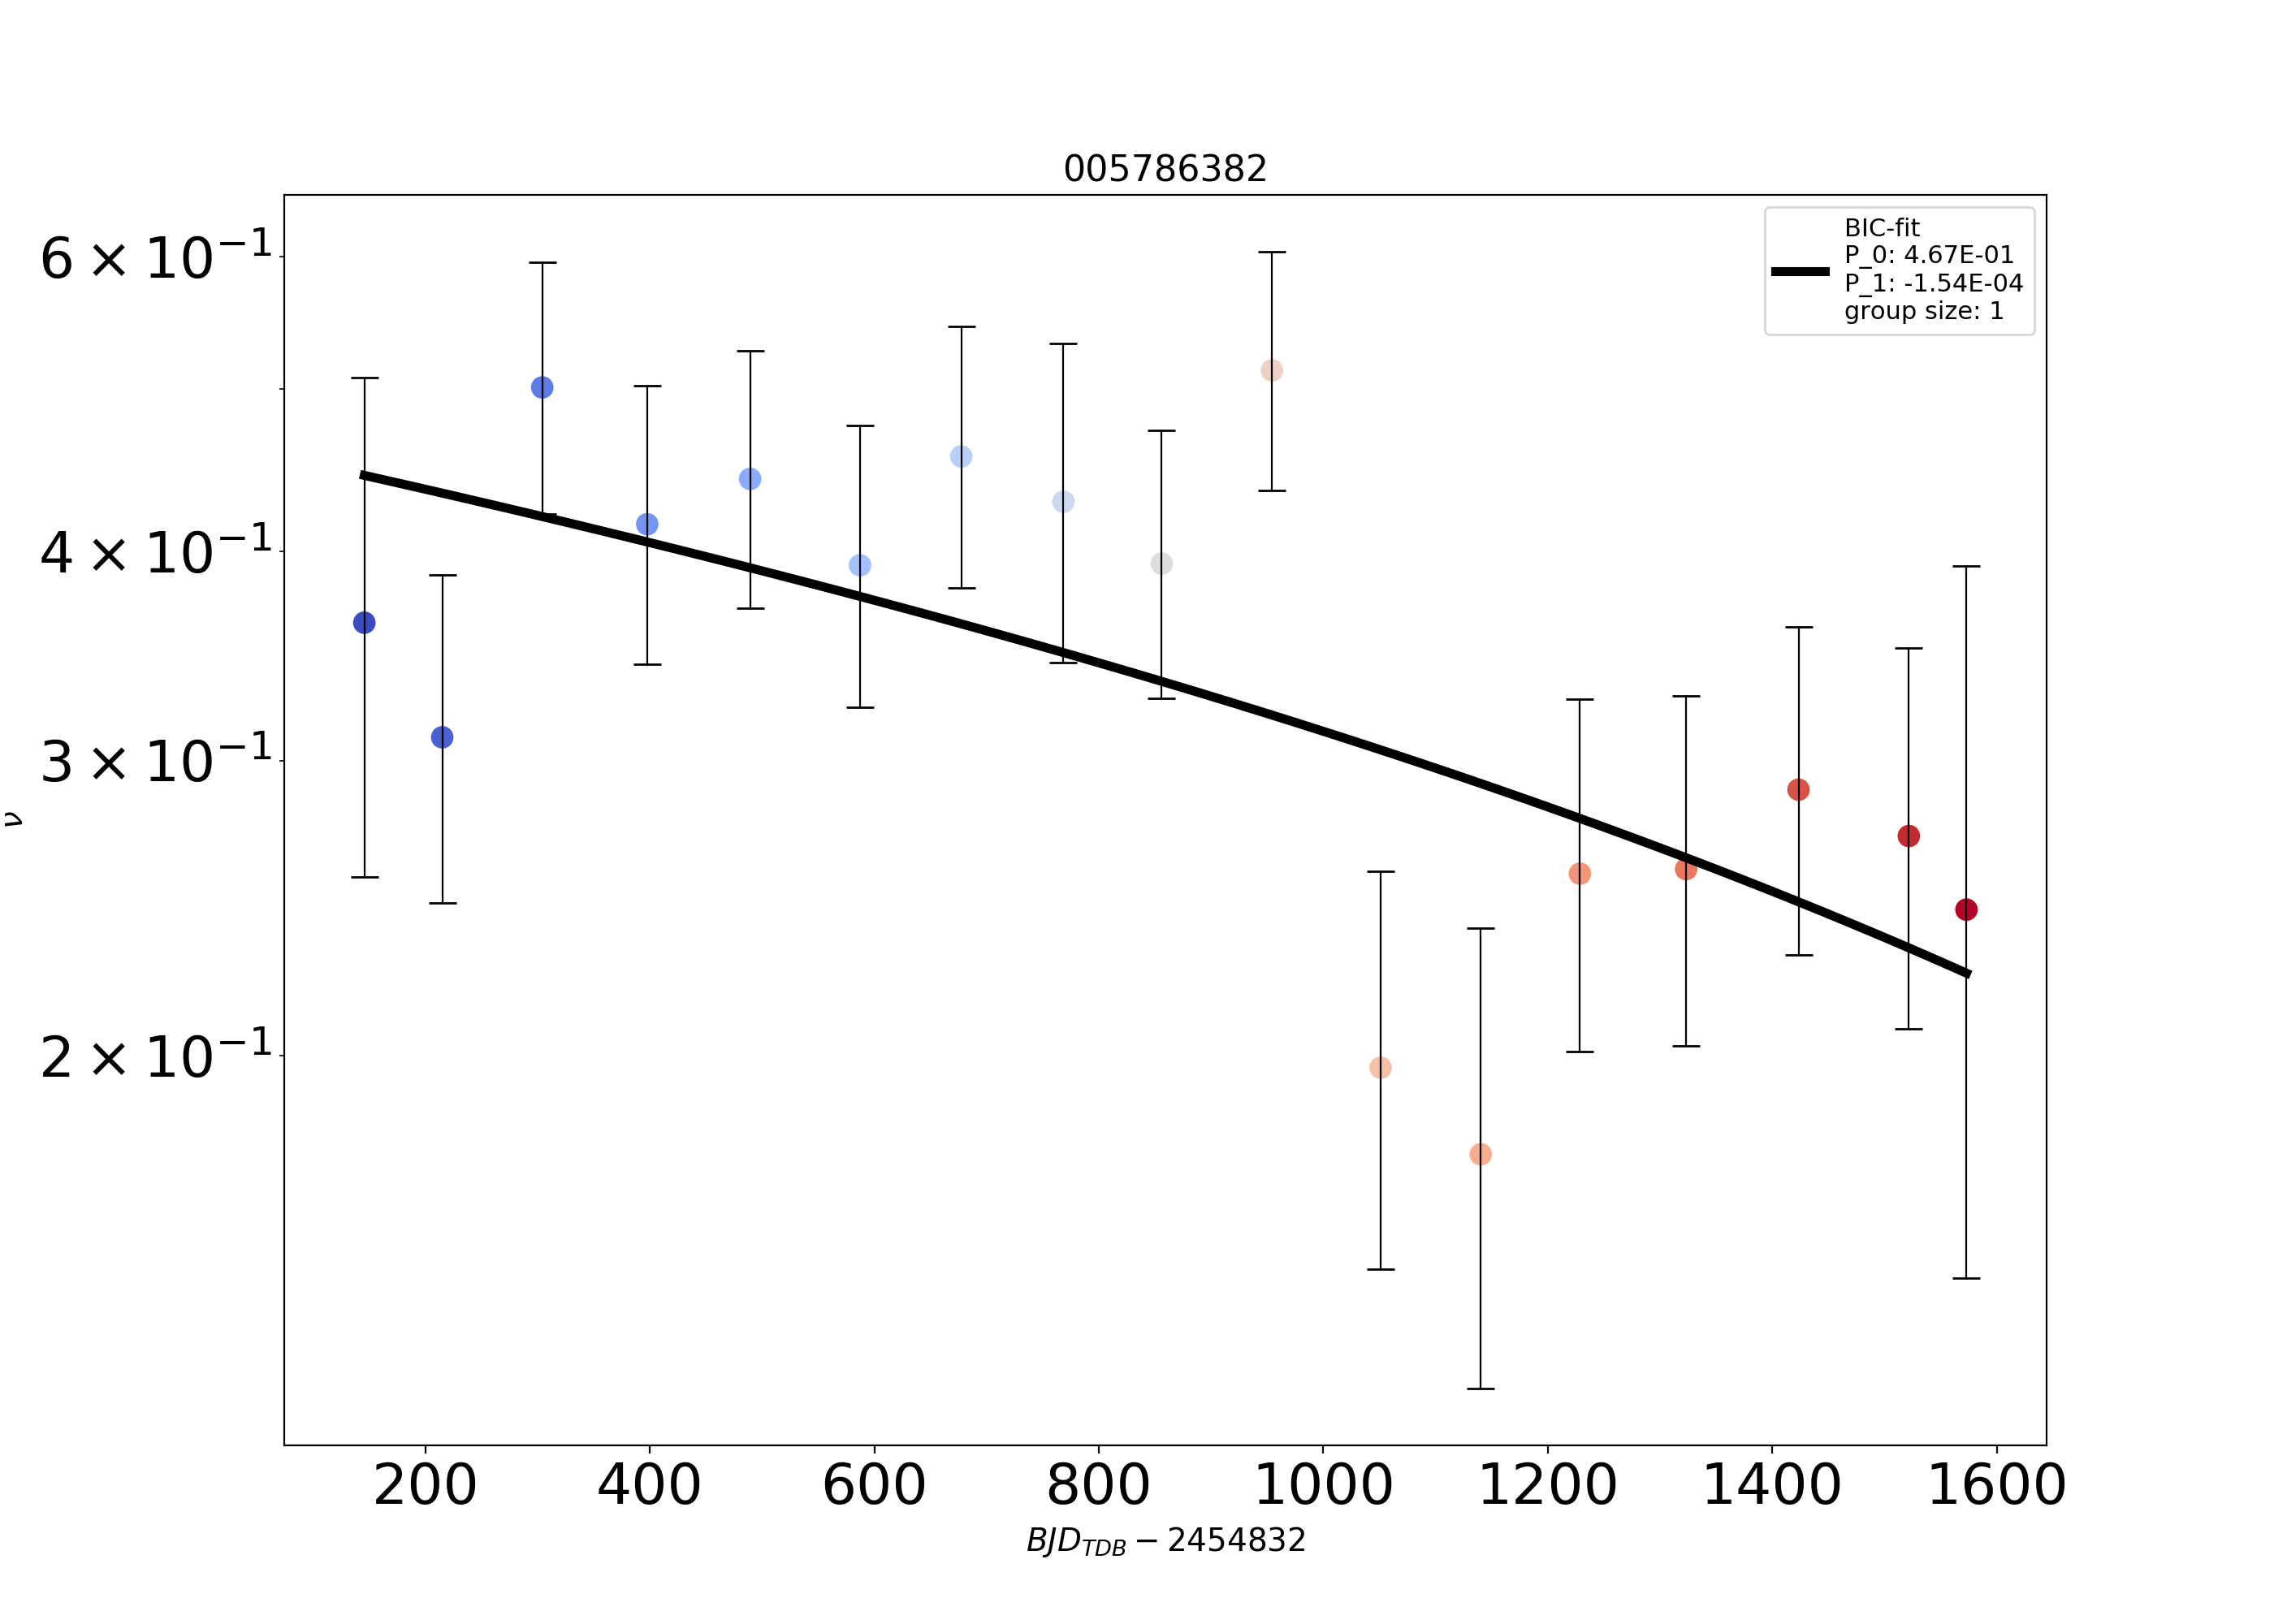 005786382
BIC-fit
P_0: 4.67E-01
P_1: -1.54E-04
group size: 1
6 × 10⁻¹
4 × 10⁻¹
3 × 10⁻¹
2 × 10⁻¹
ν
200 400 600 800 1000 1200 1400 1600
BJD_TDB − 2454832